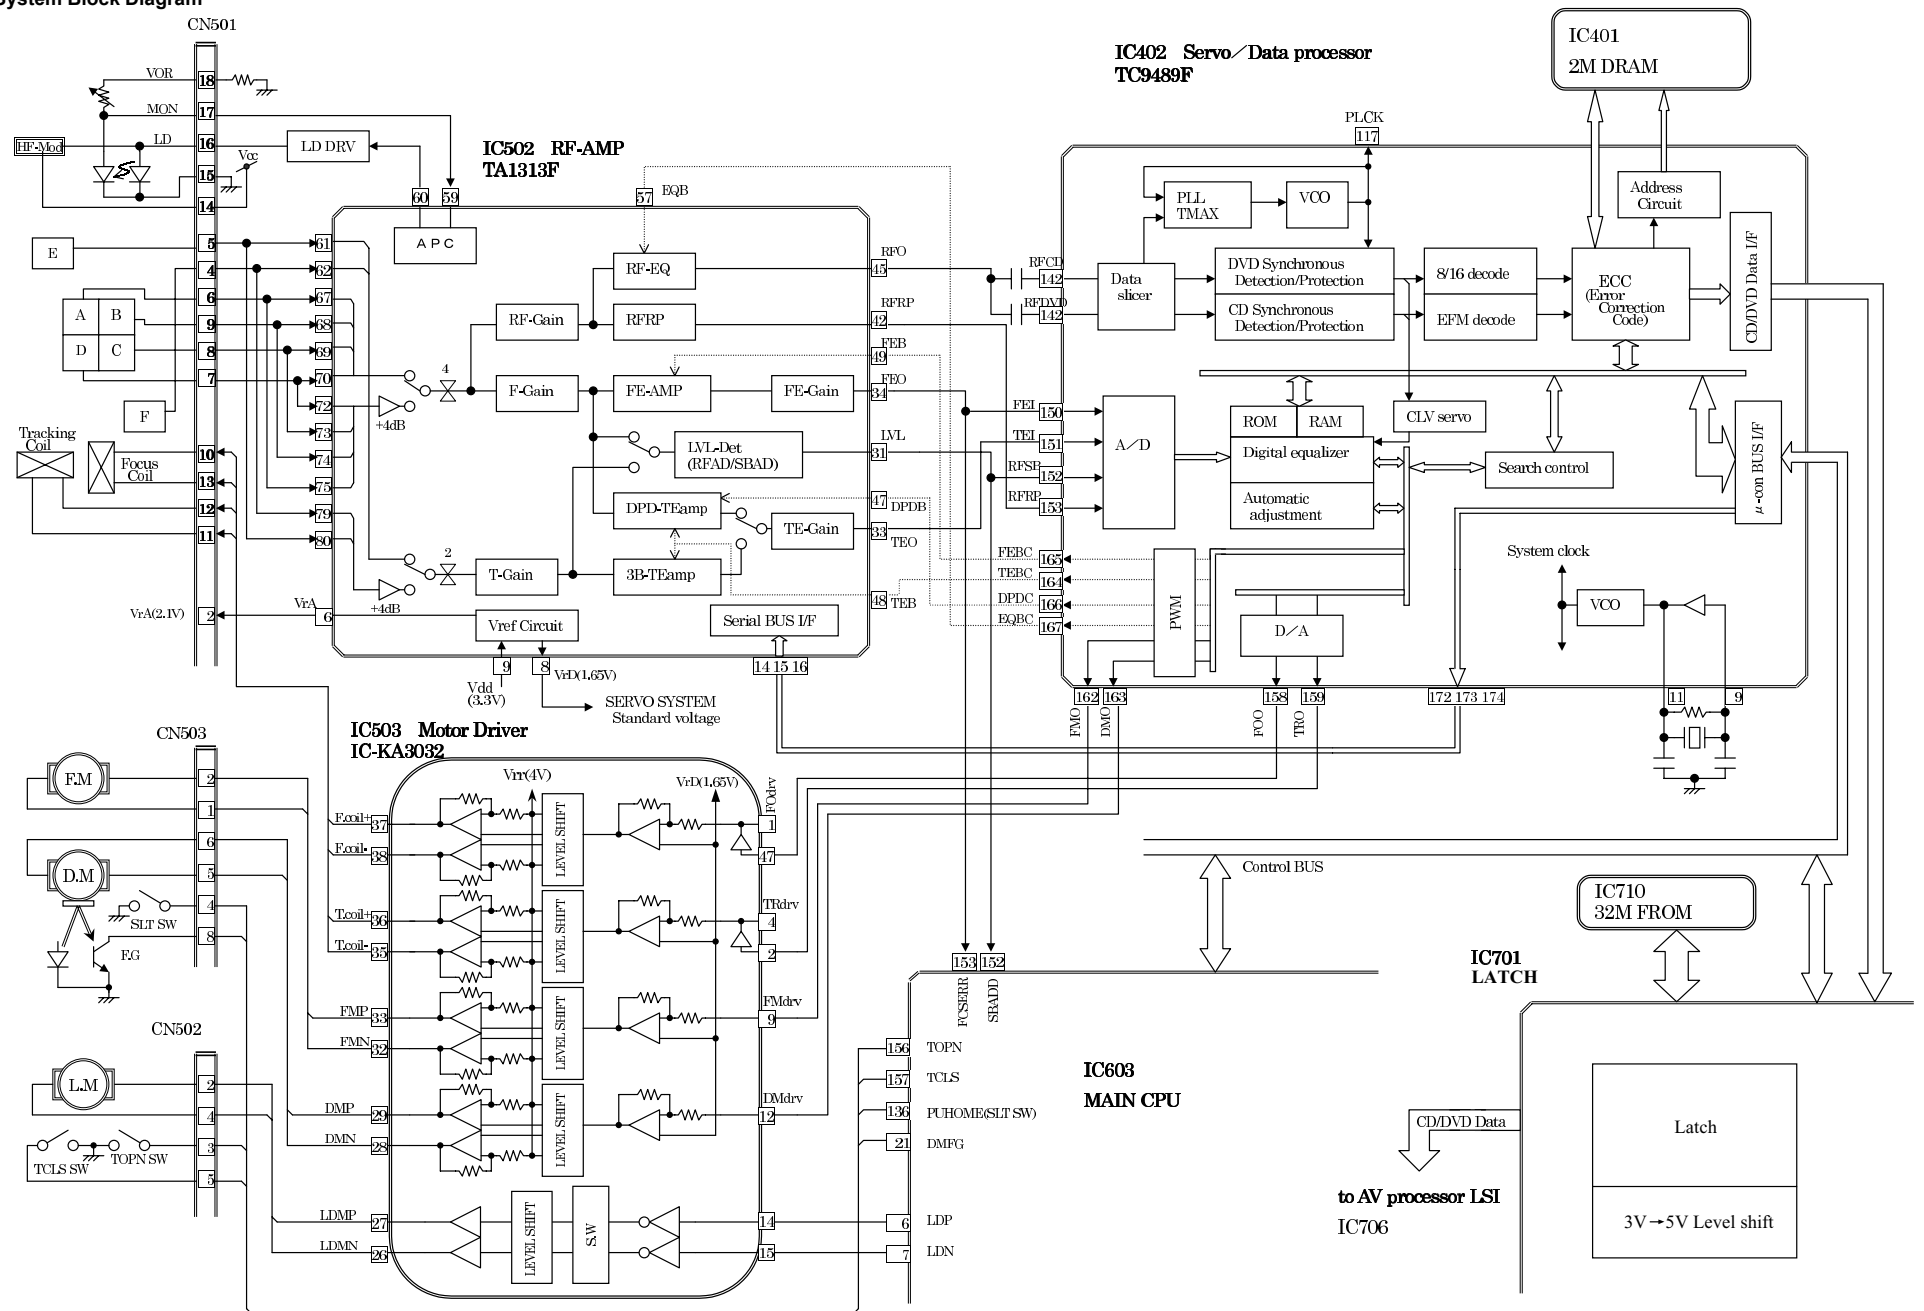 System Block Diagram
CN501
VOR
18
MON
17
LD
16
HF-Mod
Vcc
15
14
LD DRV
E
5
4
6
9
8
7
A
B
D
C
F
Tracking
Coil
Focus
Coil
10
13
12
11
VrA(2.1V)
2
IC502 RF-AMP
TA1313F
60
59
57
EQB
A P C
61
62
67
68
69
70
72
73
74
75
79
80
VrA
6
4
+4dB
2
+4dB
RF-EQ
RF-Gain
RFRP
F-Gain
FE-AMP
FE-Gain
LVL-Det
(RFAD/SBAD)
DPD-TEamp
TE-Gain
T-Gain
3B-TEamp
Vref Circuit
Serial BUS I/F
RFO
45
RFRP
42
FEB
49
FEO
34
LVL
31
47
DPDB
33
TEO
48
TEB
9
8
VrD(1.65V)
14 15 16
Vdd
(3.3V)
SERVO SYSTEM
Standard voltage
IC402 Servo／Data processor
TC9489F
PLCK
117
IC401
2M DRAM
PLL
TMAX
VCO
Address
Circuit
RFCD
142
RFDVD
142
Data
slicer
DVD Synchronous
Detection/Protection
CD Synchronous
Detection/Protection
8/16 decode
EFM decode
ECC
(Error
Correction
Code)
CD/DVD Data I/F
FEI
150
TEI
151
RFSB
152
RFRP
153
A／D
ROM
RAM
CLV servo
Digital equalizer
Automatic
adjustment
Search control
μ-con BUS I/F
FEBC
165
TEBC
164
DPDC
166
EQBC
167
PWM
D／A
System clock
VCO
162
163
158
159
172 173 174
11
9
FMO
DMO
FOO
TRO
IC503 Motor Driver
IC-KA3032
CN503
F.M
2
1
6
D.M
5
4
SLT SW
8
F.G
CN502
L.M
2
4
3
TCLS SW
TOPN SW
5
Vrr(4V)
VrD(1.65V)
FOdrv
F.coil+
37
F.coil-
38
LEVEL SHIFT
1
47
T.coil+
36
T.coil-
35
LEVEL SHIFT
TRdrv
4
2
FMP
33
FMN
32
LEVEL SHIFT
FMdrv
9
DMP
29
DMN
28
LEVEL SHIFT
DMdrv
12
LDMP
27
LDMN
26
LEVEL SHIFT
S.W
14
15
Control BUS
153
152
FCSERR
SBADD
156
TOPN
157
TCLS
136
PUHOME(SLT SW)
21
DMFG
6
LDP
7
LDN
IC603
MAIN CPU
IC710
32M FROM
IC701
LATCH
CD/DVD Data
to AV processor LSI
IC706
Latch
3V→5V Level shift